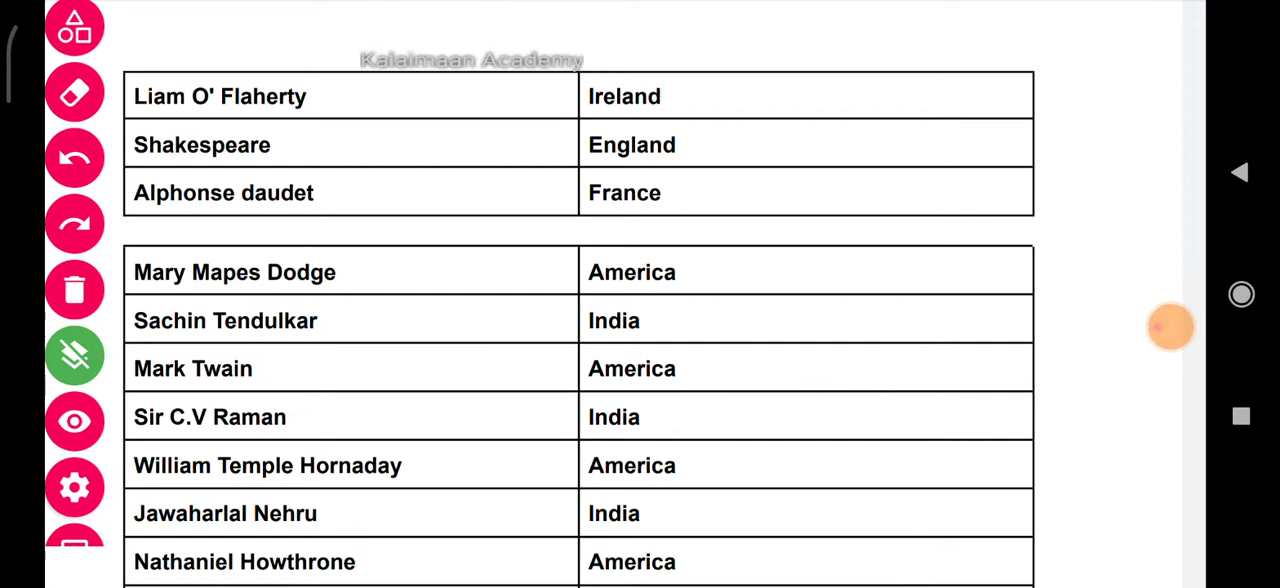 Kalaimaan Academy
Liam O' Flaherty Ireland
Shakespeare England
Alphonse daudet France
Mary Mapes Dodge America
Sachin Tendulkar India
Mark Twain America
Sir C.V Raman India
William Temple Hornaday America
Jawaharlal Nehru India
Nathaniel Howthrone America